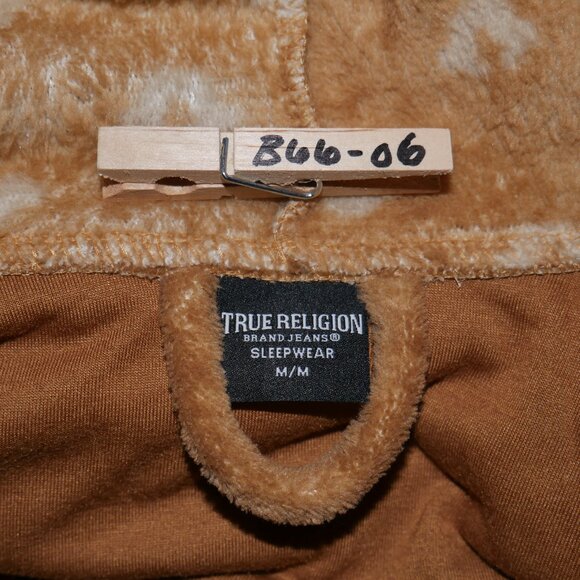 B66-06
TRUE RELIGION
BRAND JEANS®
SLEEPWEAR
M/M